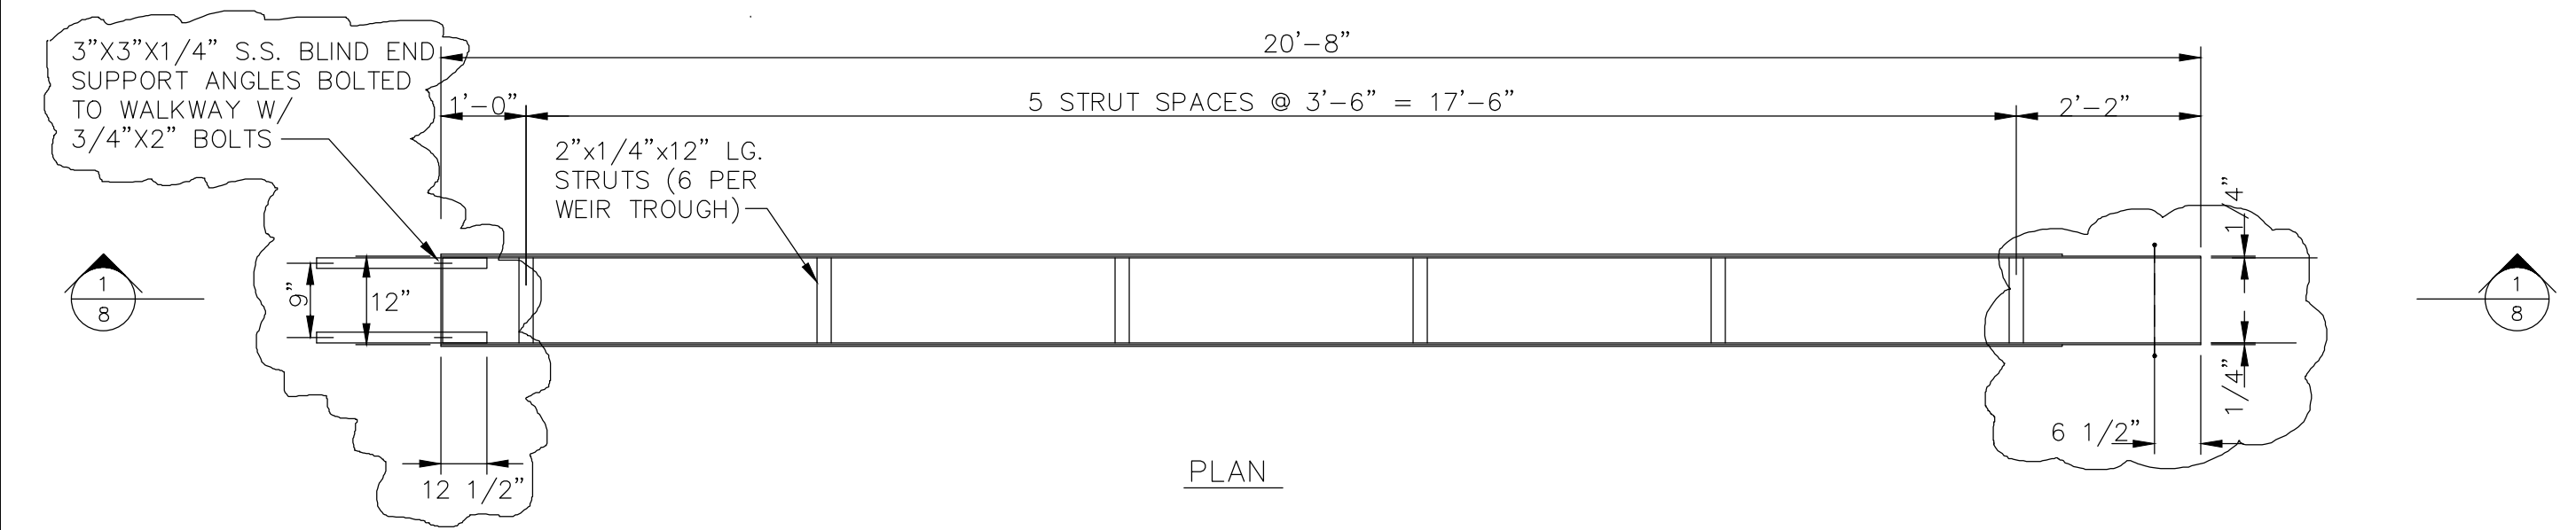 3"X3"X1/4" S.S. BLIND END
SUPPORT ANGLES BOLTED
TO WALKWAY W/
3/4"X2" BOLTS
20'-8"
1'-0"
5 STRUT SPACES @ 3'-6" = 17'-6"
2'-2"
2"x1/4"x12" LG.
STRUTS (6 PER
WEIR TROUGH)
1/4"
1
8
9"
12"
1
8
1/4"
6 1/2"
12 1/2"
PLAN